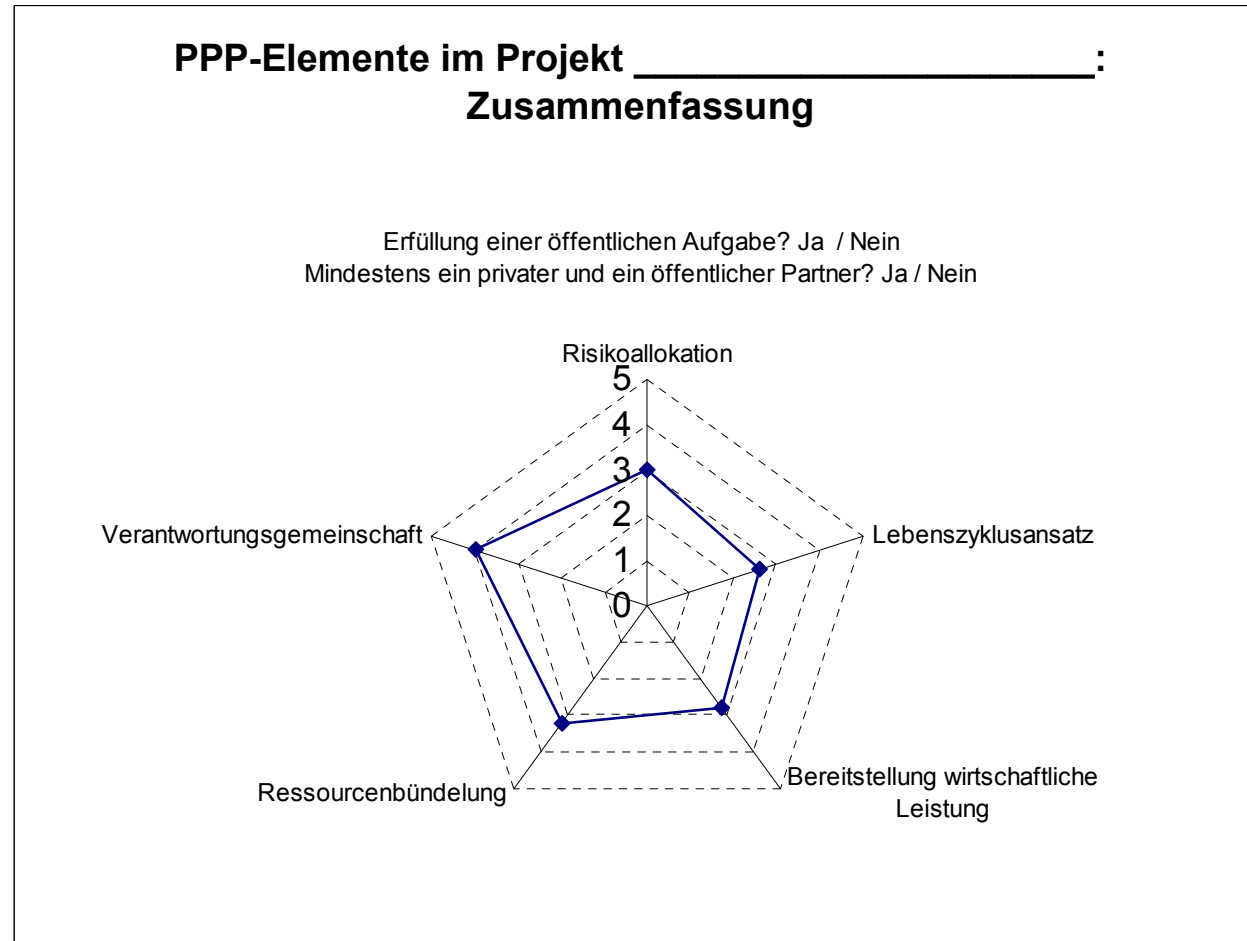 PPP-Elemente im Projekt ______________________:
Zusammenfassung
Erfüllung einer öffentlichen Aufgabe? Ja / Nein
Mindestens ein privater und ein öffentlicher Partner? Ja / Nein
Risikoallokation
5
4
3
2
1
0
Verantwortungsgemeinschaft
Lebenszyklusansatz
Ressourcenbündelung
Bereitstellung wirtschaftliche
Leistung